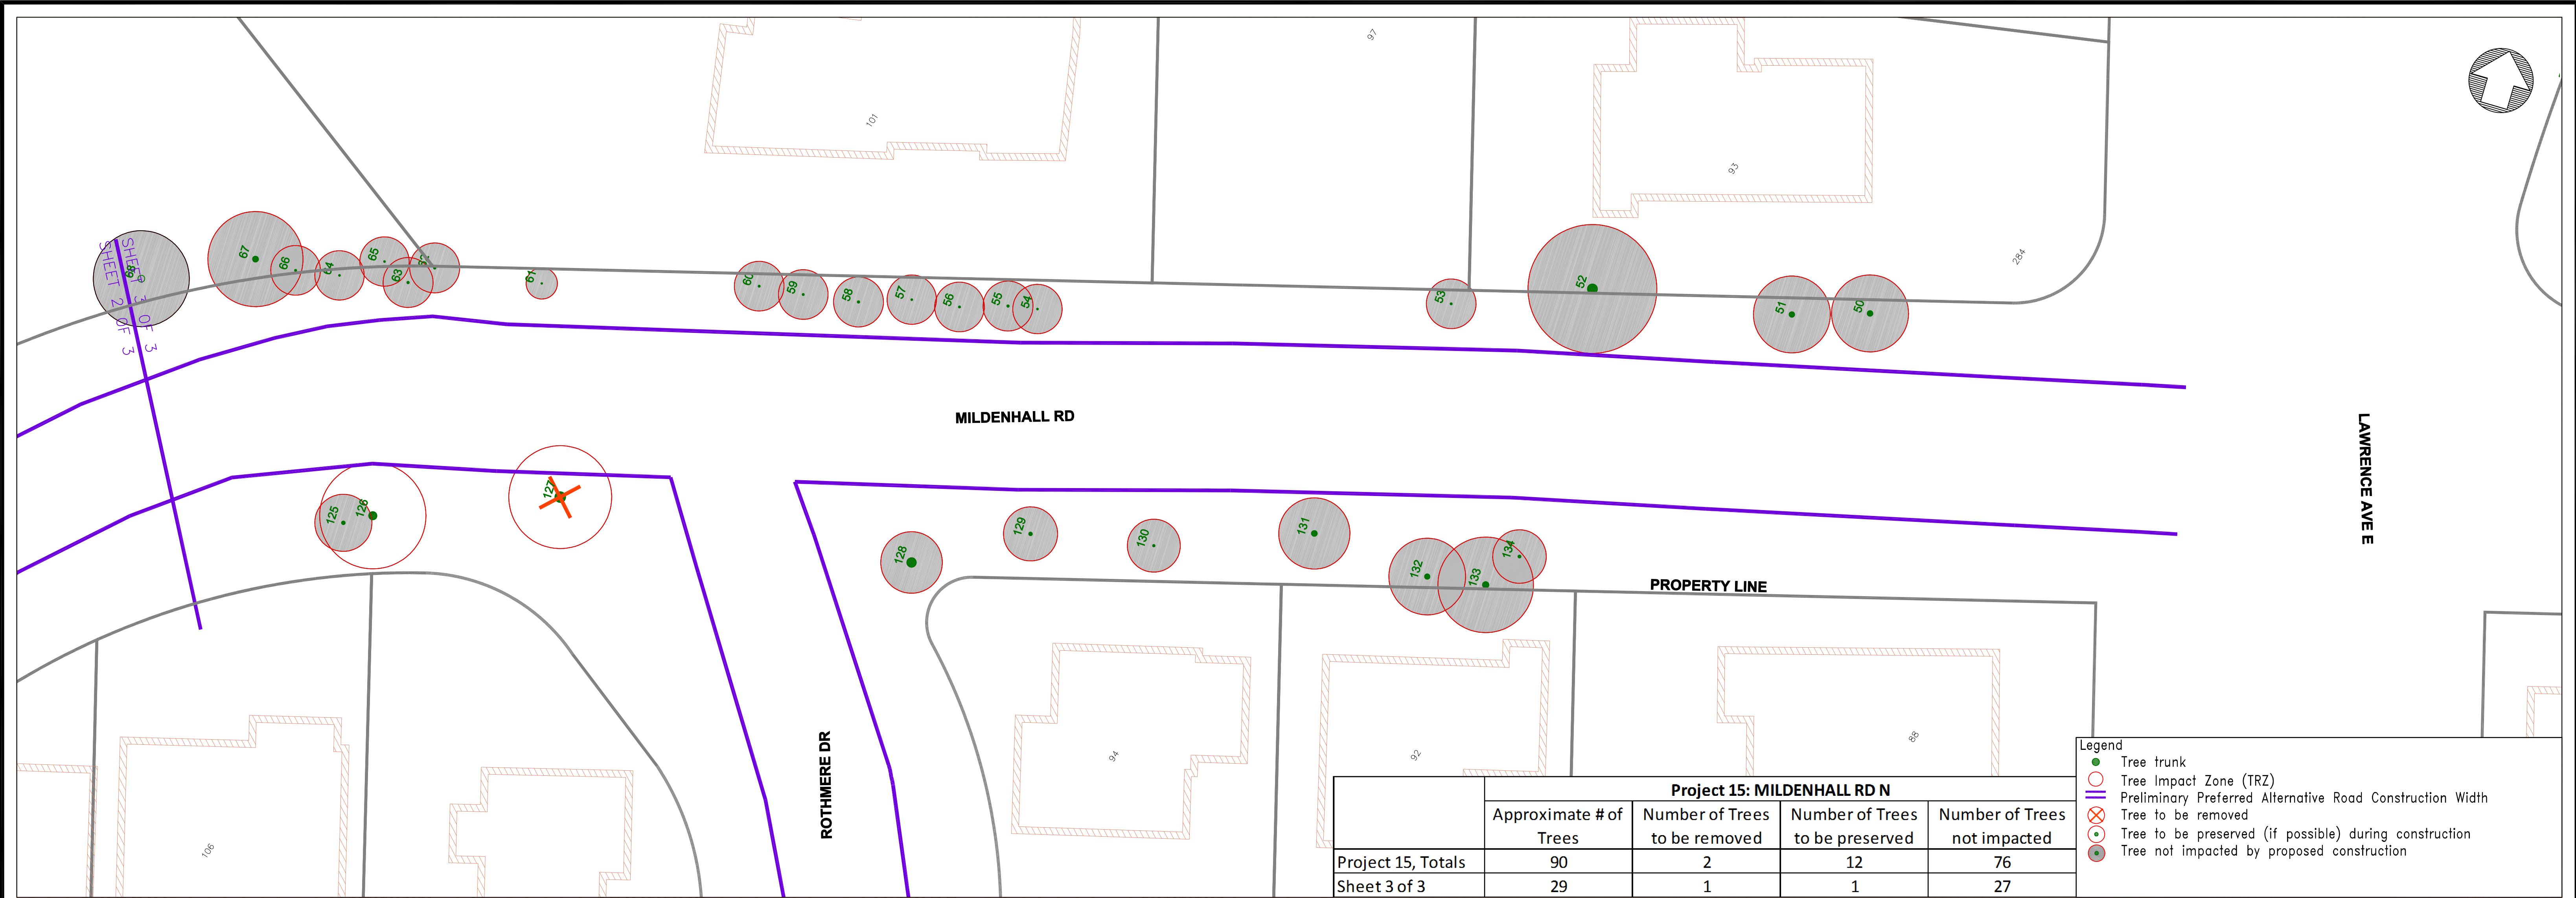 97
101
93
284
67
66
64
65
63
62
61
60
59
58
57
56
55
54
53
52
51
50
68
SHEET 3 OF 3
SHEET 2 OF 3
MILDENHALL RD
LAWRENCE AVE E
125
126
127
128
129
130
131
132
133
134
PROPERTY LINE
ROTHMERE DR
106
94
92
88
Project 15: MILDENHALL RD N
Approximate # of Trees
Number of Trees to be removed
Number of Trees to be preserved
Number of Trees not impacted
Project 15, Totals 90 2 12 76
Sheet 3 of 3 29 1 1 27
Legend
Tree trunk
Tree Impact Zone (TRZ)
Preliminary Preferred Alternative Road Construction Width
Tree to be removed
Tree to be preserved (if possible) during construction
Tree not impacted by proposed construction